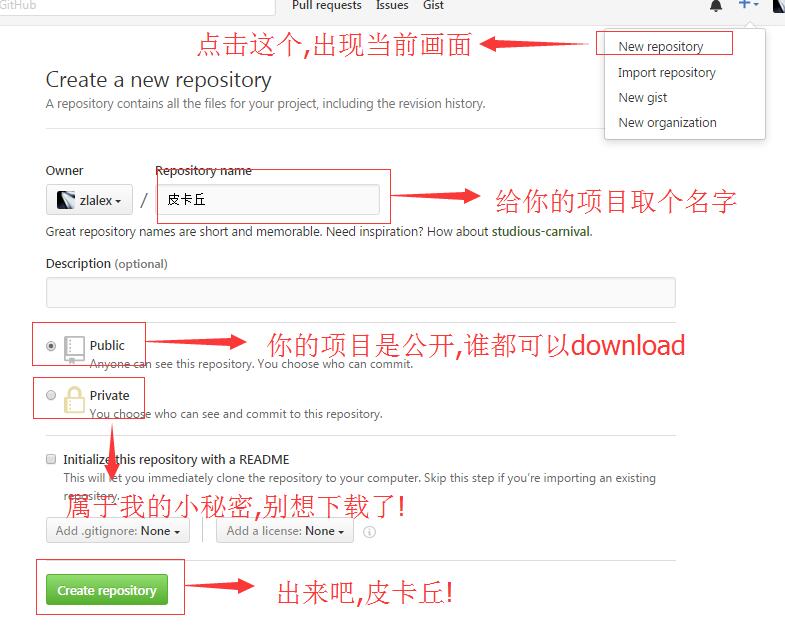 GitHub
Pull requests Issues Gist
点击这个,出现当前画面
New repository
Import repository
New gist
New organization
Create a new repository
A repository contains all the files for your project, including the revision history.
Owner
Repository name
zlalex
/
皮卡丘
给你的项目取个名字
Great repository names are short and memorable. Need inspiration? How about studious-carnival.
Description (optional)
Public
你的项目是公开,谁都可以download
Anyone can see this repository. You choose who can commit.
Private
You choose who can see and commit to this repository.
Initialize this repository with a README
This will let you immediately clone the repository to your computer. Skip this step if you're importing an existing
repository.
属于我的小秘密,别想下载了!
Add .gitignore: None
Add a license: None
Create repository
出来吧,皮卡丘!